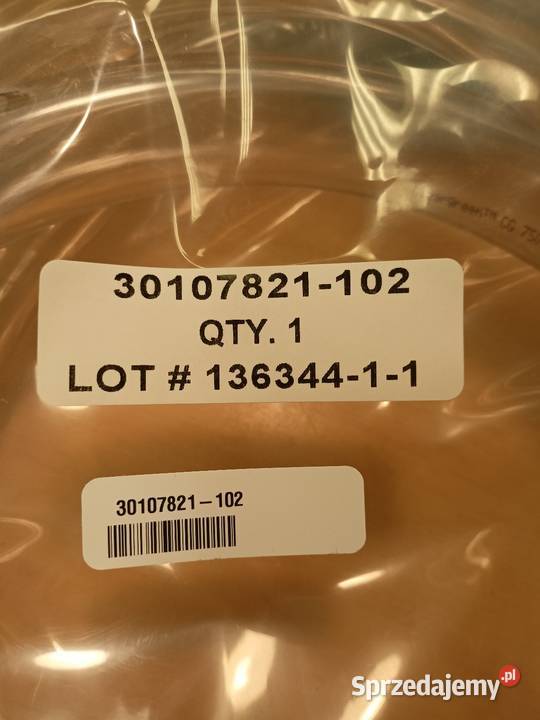 30107821-102
QTY. 1
LOT # 136344-1-1
30107821-102
Sprzedajemy.pl